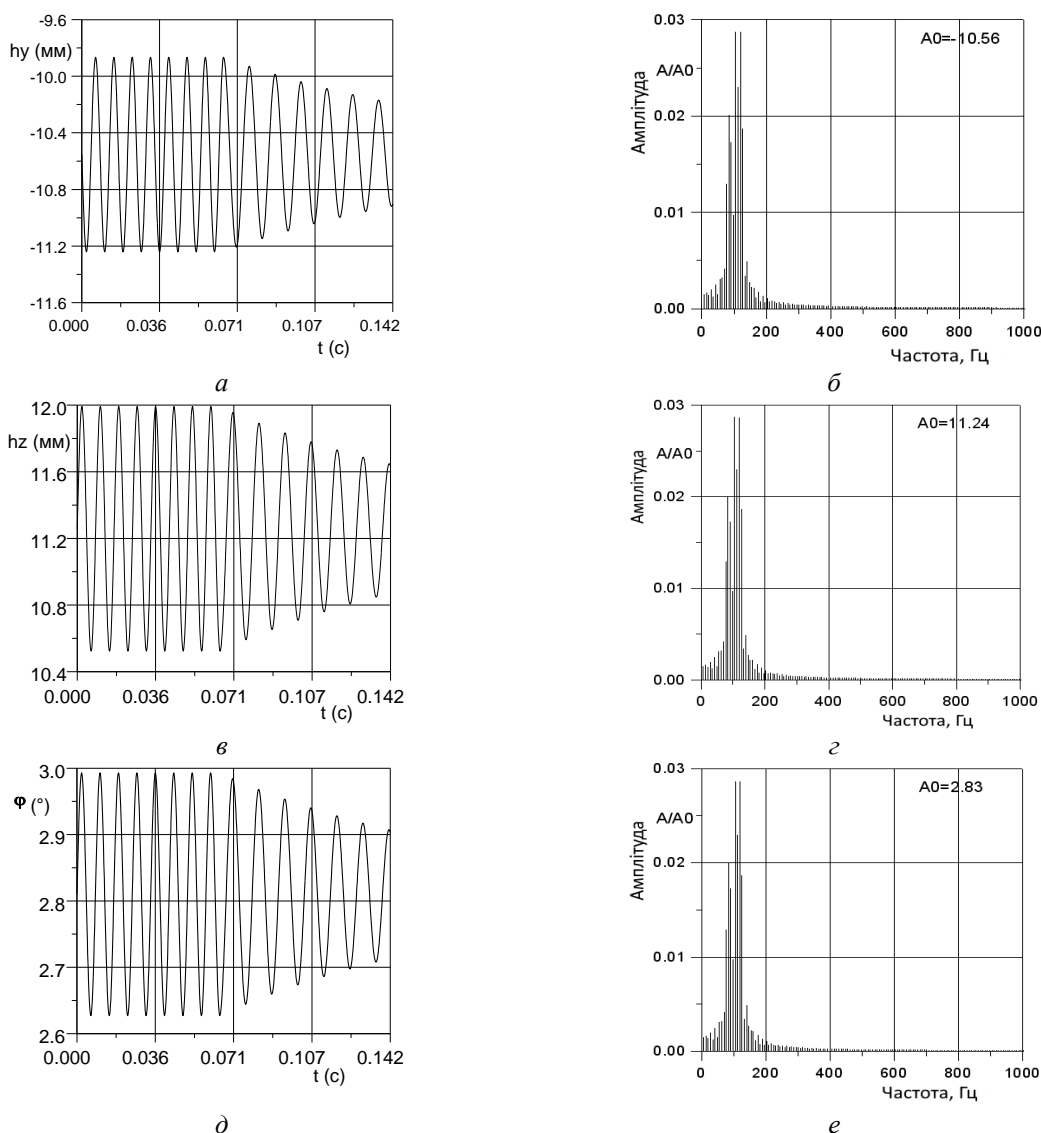 -9.6
hy (мм)
-10.0
-10.4
-10.8
-11.2
-11.6
0.000 0.036 0.071 0.107 0.142
t (с)
а
0.03
A0=-10.56
A/A0
Амплітуда
0.02
0.01
0.00
0 200 400 600 800 1000
Частота, Гц
б
12.0
hz (мм)
11.6
11.2
10.8
10.4
0.000 0.036 0.071 0.107 0.142
t (с)
в
0.03
A0=11.24
A/A0
Амплітуда
0.02
0.01
0.00
0 200 400 600 800 1000
Частота, Гц
г
3.0
φ (°)
2.9
2.8
2.7
2.6
0.000 0.036 0.071 0.107 0.142
t (с)
д
0.03
A0=2.83
A/A0
Амплітуда
0.02
0.01
0.00
0 200 400 600 800 1000
Частота, Гц
е